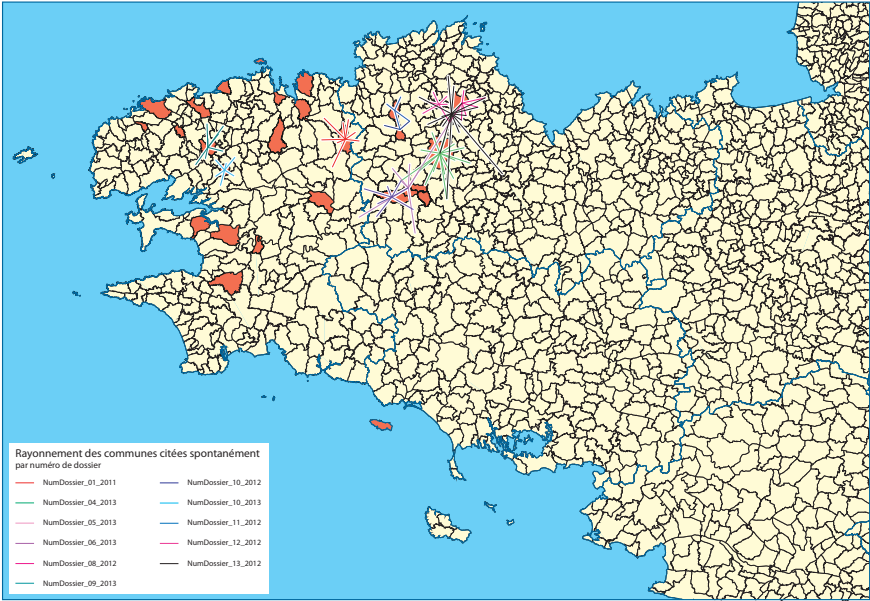 Rayonnement des communes citées spontanément
par numéro de dossier
NumDossier_01_2011
NumDossier_04_2013
NumDossier_05_2013
NumDossier_06_2013
NumDossier_08_2012
NumDossier_09_2013
NumDossier_10_2012
NumDossier_10_2013
NumDossier_11_2012
NumDossier_12_2012
NumDossier_13_2012